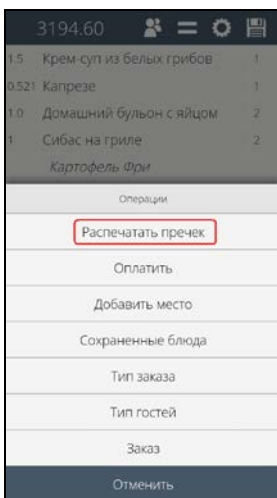 3194.60
1.5 Крем-суп из белых грибов 1
0.521 Капрезе 1
1.0 Домашний бульон с яйцом 2
1 Сибас на гриле 2
Картофель Фри
Операции
Распечатать пречек
Оплатить
Добавить место
Сохраненные блюда
Тип заказа
Тип гостей
Заказ
Отменить